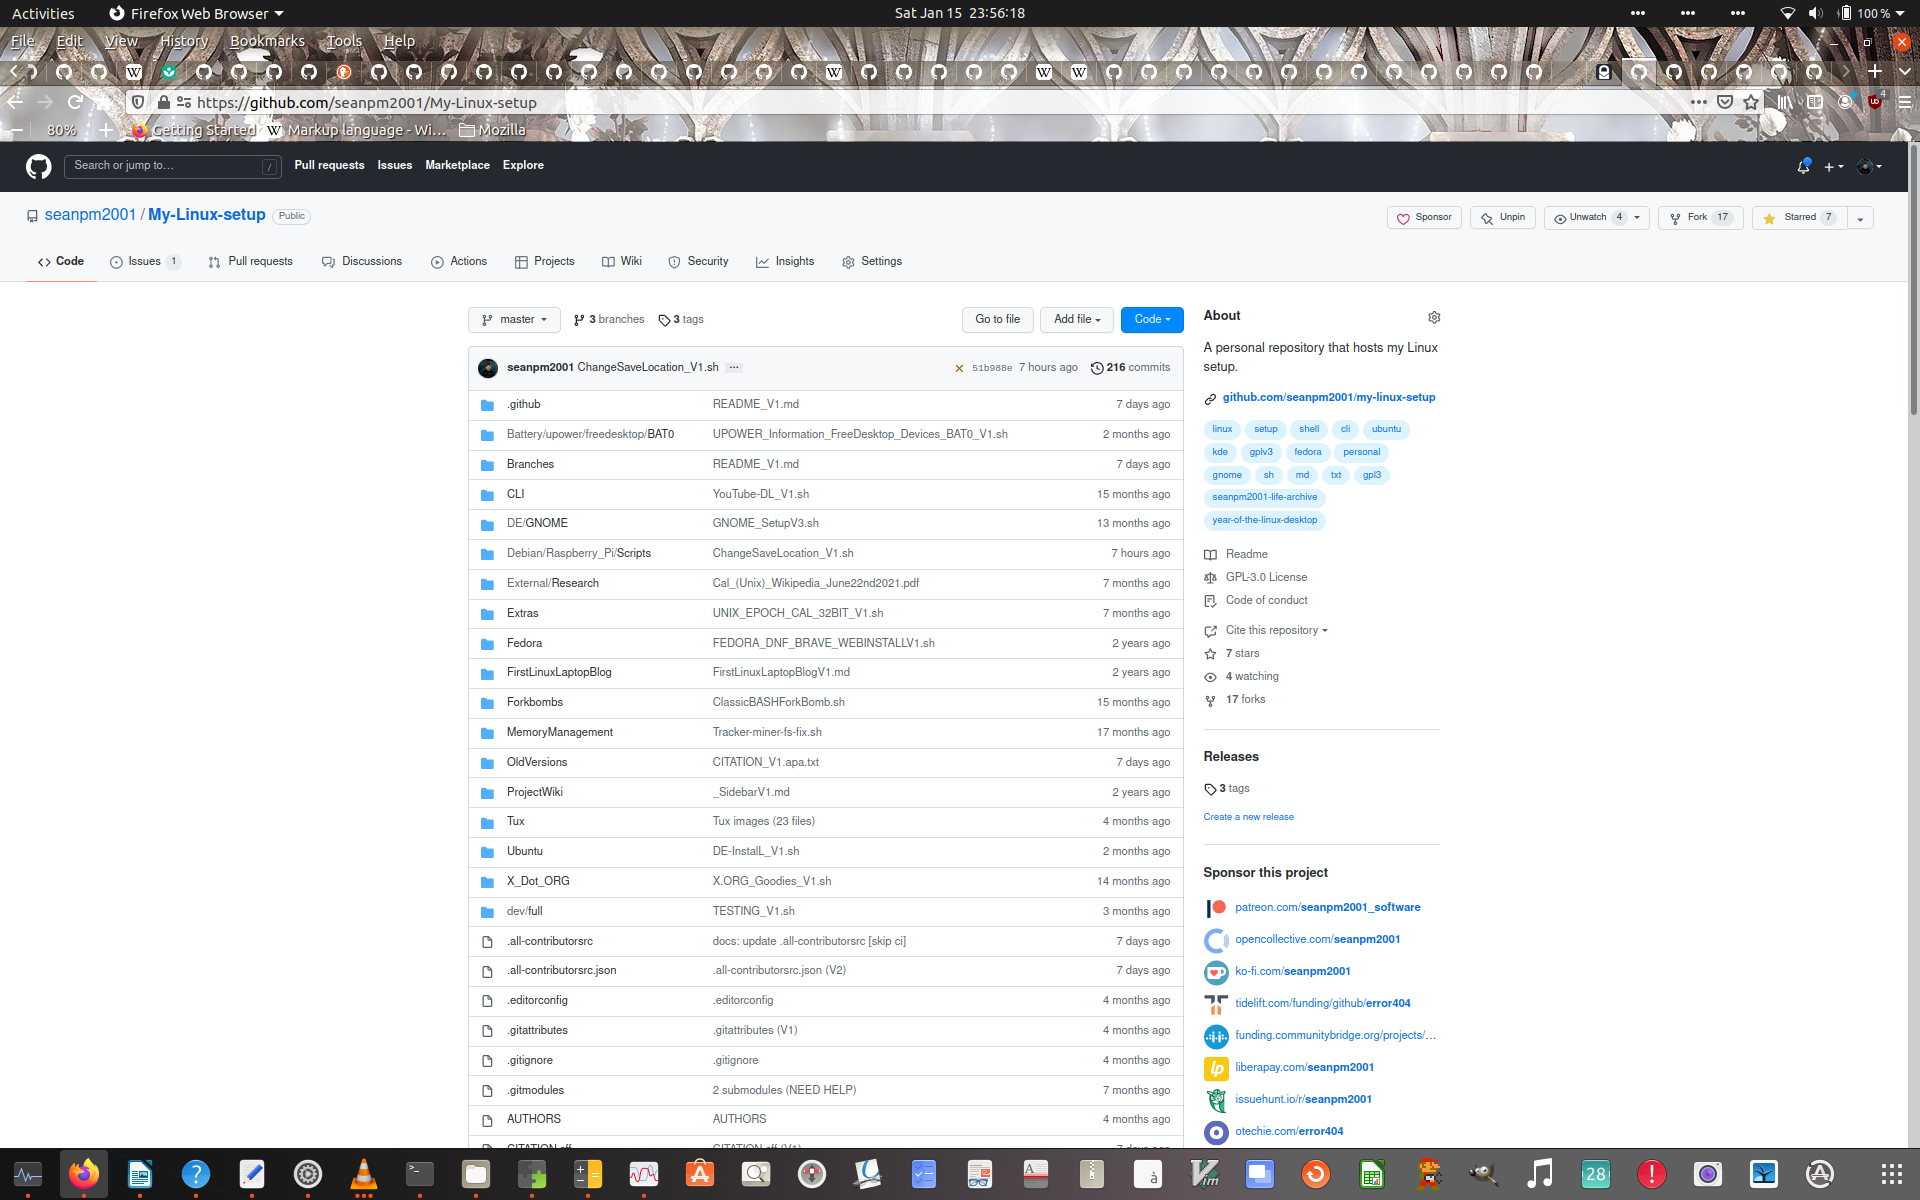 Activities Firefox Web Browser Sat Jan 15 23:56:18 100 %
File Edit View History Bookmarks Tools Help
https://github.com/seanpm2001/My-Linux-setup 4
80% Getting Started Markup language - Wi… Mozilla
Search or jump to… / Pull requests Issues Marketplace Explore
seanpm2001 / My-Linux-setup Public Sponsor Unpin Unwatch 4 Fork 17 Starred 7
Code Issues 1 Pull requests Discussions Actions Projects Wiki Security Insights Settings
master 3 branches 3 tags Go to file Add file Code
seanpm2001 ChangeSaveLocation_V1.sh ... 51b988e 7 hours ago 216 commits
.github README_V1.md 7 days ago
Battery/upower/freedesktop/BAT0 UPOWER_Information_FreeDesktop_Devices_BAT0_V1.sh 2 months ago
Branches README_V1.md 7 days ago
CLI YouTube-DL_V1.sh 15 months ago
DE/GNOME GNOME_SetupV3.sh 13 months ago
Debian/Raspberry_Pi/Scripts ChangeSaveLocation_V1.sh 7 hours ago
External/Research Cal_(Unix)_Wikipedia_June22nd2021.pdf 7 months ago
Extras UNIX_EPOCH_CAL_32BIT_V1.sh 7 months ago
Fedora FEDORA_DNF_BRAVE_WEBINSTALLV1.sh 2 years ago
FirstLinuxLaptopBlog FirstLinuxLaptopBlogV1.md 2 years ago
Forkbombs ClassicBASHForkBomb.sh 15 months ago
MemoryManagement Tracker-miner-fs-fix.sh 17 months ago
OldVersions CITATION_V1.apa.txt 7 days ago
ProjectWiki _SidebarV1.md 2 years ago
Tux Tux images (23 files) 4 months ago
Ubuntu DE-InstalL_V1.sh 2 months ago
X_Dot_ORG X.ORG_Goodies_V1.sh 14 months ago
dev/full TESTING_V1.sh 3 months ago
.all-contributorsrc docs: update .all-contributorsrc [skip ci] 7 days ago
.all-contributorsrc.json .all-contributorsrc.json (V2) 7 days ago
.editorconfig .editorconfig 4 months ago
.gitattributes .gitattributes (V1) 4 months ago
.gitignore .gitignore 4 months ago
.gitmodules 2 submodules (NEED HELP) 7 months ago
AUTHORS AUTHORS 4 months ago
CITATION.cff CITATION.cff (V1) 7 days ago
About
A personal repository that hosts my Linux
setup.
github.com/seanpm2001/my-linux-setup
linux setup shell cli ubuntu
kde gplv3 fedora personal
gnome sh md txt gpl3
seanpm2001-life-archive
year-of-the-linux-desktop
Readme
GPL-3.0 License
Code of conduct
Cite this repository
7 stars
4 watching
17 forks
Releases
3 tags
Create a new release
Sponsor this project
patreon.com/seanpm2001_software
opencollective.com/seanpm2001
ko-fi.com/seanpm2001
tidelift.com/funding/github/error404
funding.communitybridge.org/projects/…
liberapay.com/seanpm2001
issuehunt.io/r/seanpm2001
otechie.com/error404
28